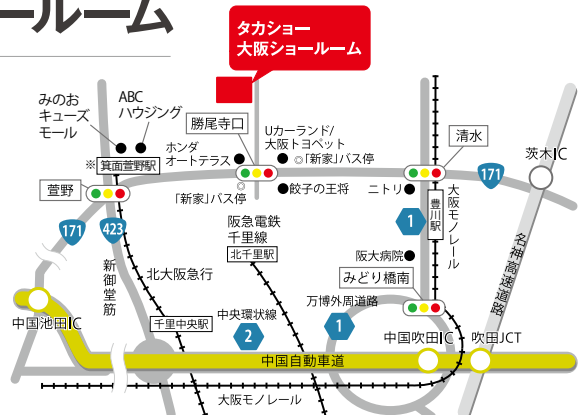 ールーム
タカショー
大阪ショールーム
みのお
キューズ
モール
ABC
ハウジング
勝尾寺口
Uカーランド/
大阪トヨペット
ホンダ
オートテラス
◎「新家」バス停
清水
茨木IC
※箕面萱野駅
萱野
「新家」バス停
◎
餃子の王将
ニトリ
171
171
423
新御堂筋
北大阪急行
阪急電鉄
千里線
北千里駅
1
豊川駅
大阪モノレール
名神高速道路
阪大病院
みどり橋南
中国池田IC
千里中央駅
中央環状線
2
万博外周道路
1
中国吹田IC
吹田JCT
中国自動車道
大阪モノレール